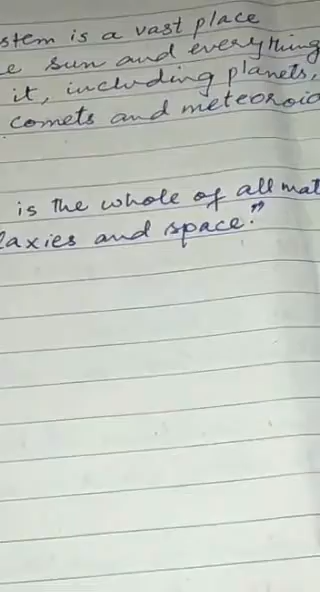 stem is a vast place
e sun and everything
it, including planets,
comets and meteoroid
is the whole of all mat
laxies and space."